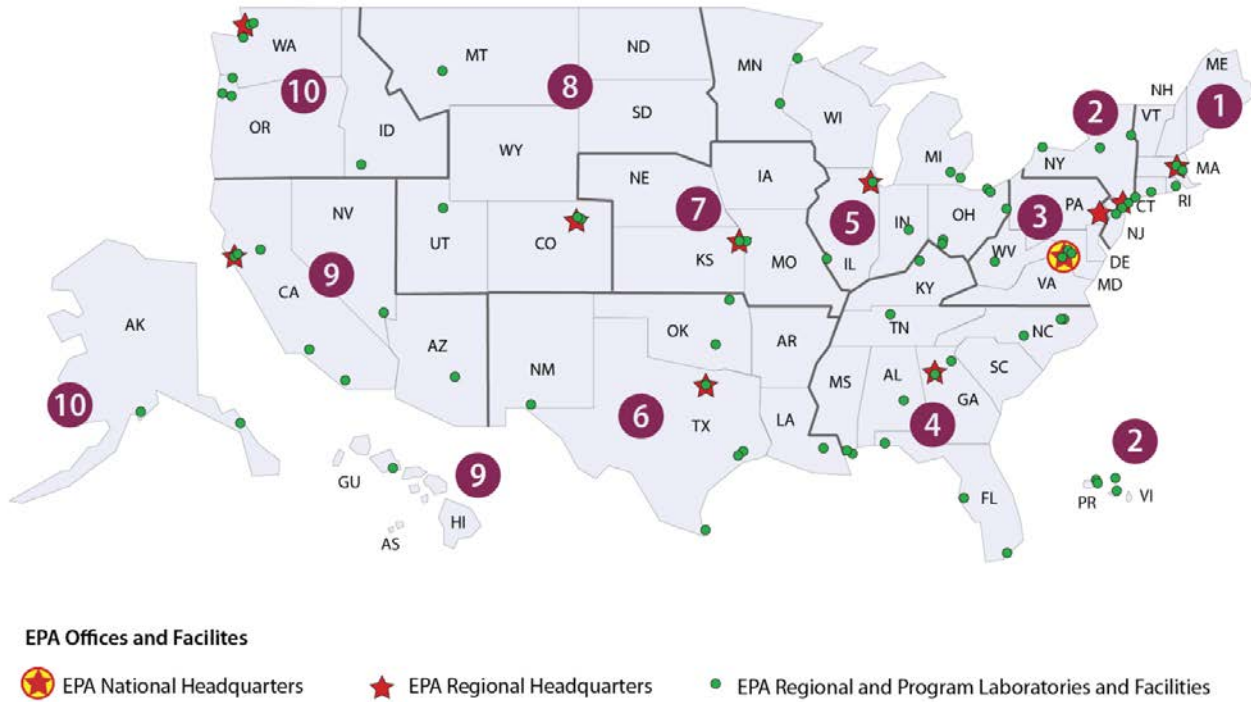 WA
MT
ND
MN
ME
NH
VT
10
8
2
1
OR
ID
SD
WI
MI
NY
MA
WY
NE
IA
CT
RI
PA
NJ
7
5
3
NV
UT
CO
KS
MO
IL
IN
OH
WV
VA
DE
MD
9
CA
KY
AK
AZ
NM
OK
AR
TN
NC
SC
MS
AL
GA
10
6
TX
LA
4
2
GU
9
HI
AS
FL
PR
VI
EPA Offices and Facilites
EPA National Headquarters
EPA Regional Headquarters
EPA Regional and Program Laboratories and Facilities